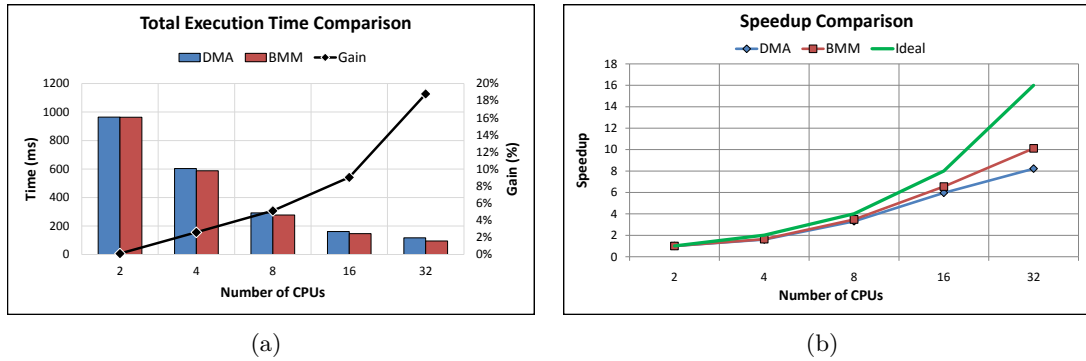 Total Execution Time Comparison
DMA BMM Gain
1200
1000
800
600
400
200
0
Time (ms)
20%
18%
16%
14%
12%
10%
8%
6%
4%
2%
0%
Gain (%)
2 4 8 16 32
Number of CPUs
(a)
Speedup Comparison
DMA BMM Ideal
18
16
14
12
10
8
6
4
2
0
Speedup
2 4 8 16 32
Number of CPUs
(b)